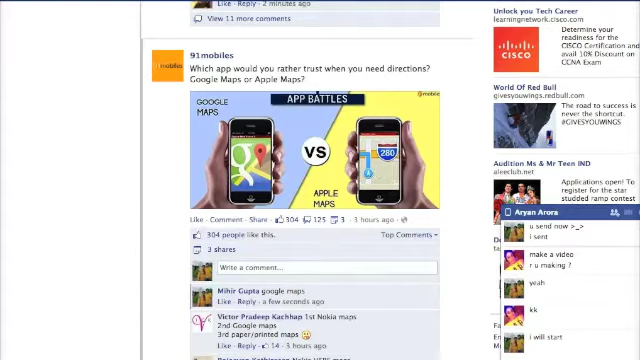 Like · Reply · 2 minutes ago
View 11 more comments
91mobiles
Which app would you rather trust when you need directions?
Google Maps or Apple Maps?
91mobiles
APP BATTLES
GOOGLE
MAPS
VS
280
APPLE
MAPS
Like · Comment · Share · 304 125 3 · 3 hours ago ·
304 people like this.
Top Comments
3 shares
Write a comment...
Mihir Gupta google maps
Like · Reply · a few seconds ago
Victor Pradeep Kachhap 1st Nokia maps
2nd Google maps
3rd paper/printed maps
Like · Reply · 14 · 3 hours ago
Unlock you Tech Career
learningnetwork.cisco.com
CISCO
Determine your
readiness for the
CISCO Certification and
avail 10% Discount on
CCNA Exam
World Of Red Bull
givesyouwings.redbull.com
The road to success is
never the shortcut.
#GIVESYOUWINGS
Audition Ms & Mr Teen IND
aleeclub.net
Applications open! To
register for the star
studded ramp contest
Aryan Arora
u send now >_>
i sent
make a video
r u making ?
yeah
kk
i will start